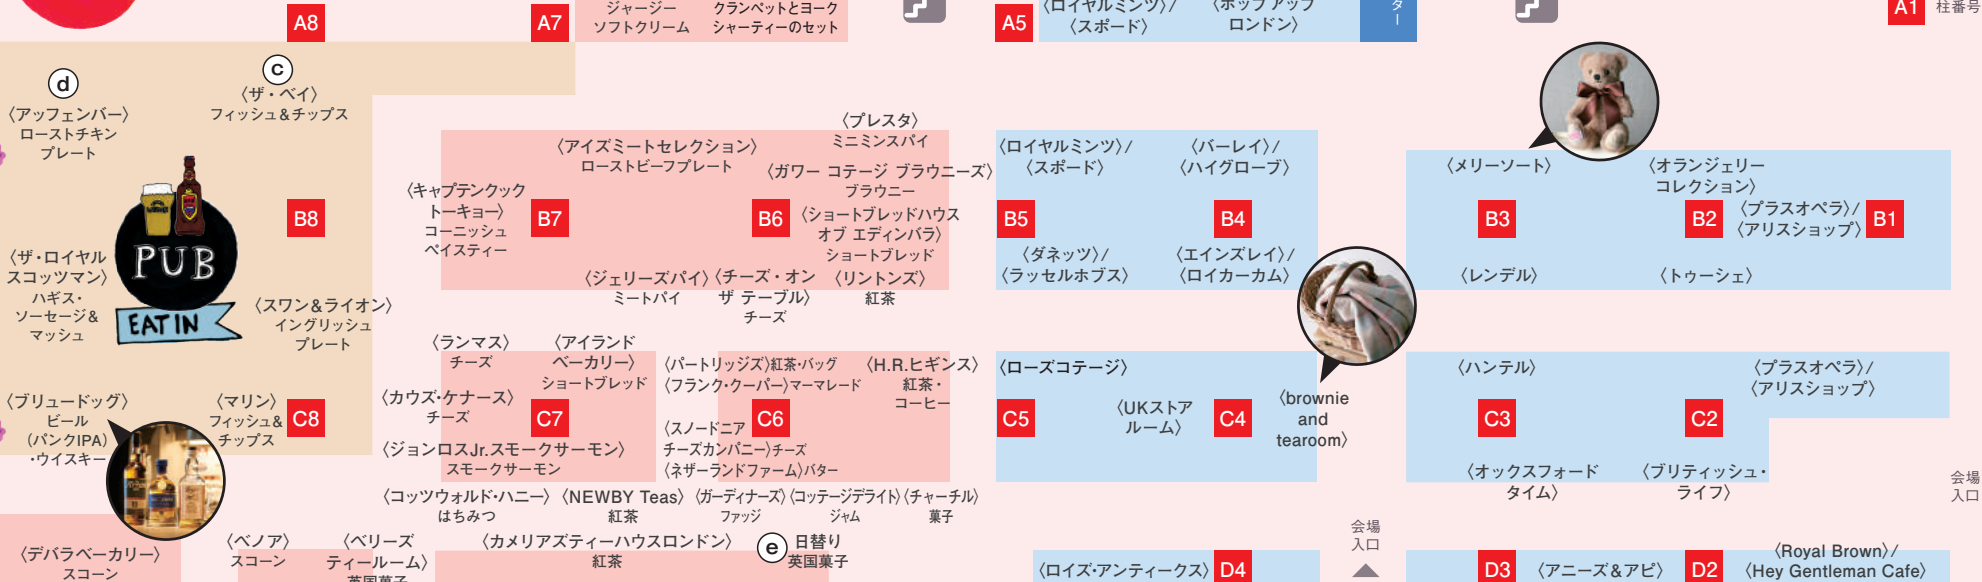 A8
A7
ジャージー
ソフトクリーム
クランペットとヨーク
シャーティーのセット
A5
〈ロイヤルミンツ〉/
〈スポード〉
〈ポップ アップ
ロンドン〉
ター
A1
柱番号
d
〈アッフェンバー〉
ローストチキン
プレート
c
〈ザ・ベイ〉
フィッシュ&チップス
PUB
EAT IN
B8
〈ザ・ロイヤル
スコッツマン〉
ハギス・
ソーセージ&
マッシュ
〈スワン&ライオン〉
イングリッシュ
プレート
〈ブリュードッグ〉
ビール
(パンクIPA)
・ウイスキー
〈マリン〉
フィッシュ&
チップス
C8
〈アイズミートセレクション〉
ローストビーフプレート
〈プレスタ〉
ミニミンスパイ
〈ガワー コテージ ブラウニーズ〉
ブラウニー
〈キャプテンクック
トーキョー〉
コーニッシュ
ペイスティー
B7
B6
〈ショートブレッドハウス
オブ エディンバラ〉
ショートブレッド
〈ジェリーズパイ〉
ミートパイ
〈チーズ・オン
ザ テーブル〉
チーズ
〈リントンズ〉
紅茶
〈ロイヤルミンツ〉/
〈スポード〉
〈バーレイ〉/
〈ハイグローブ〉
B5
B4
〈ダネッツ〉/
〈ラッセルホブス〉
〈エインズレイ〉/
〈ロイカーカム〉
〈メリーソート〉
〈オランジェリー
コレクション〉
B3
B2
〈プラスオペラ〉/
〈アリスショップ〉
B1
〈レンデル〉
〈トゥーシェ〉
〈ランマス〉
チーズ
〈アイランド
ベーカリー〉
ショートブレッド
〈パートリッジズ〉紅茶・バッグ
〈フランク・クーパー〉マーマレード
〈H.R.ヒギンス〉
紅茶・
コーヒー
〈カウズ・ケナース〉
チーズ
C7
C6
〈スノードニア
チーズカンパニー〉チーズ
〈ネザーランドファーム〉バター
〈ジョンロスJr.スモークサーモン〉
スモークサーモン
〈コッツウォルド・ハニー〉
はちみつ
〈NEWBY Teas〉
紅茶
〈ガーディナーズ〉
ファッジ
〈コッテージデライト〉
ジャム
〈チャーチル〉
菓子
〈ローズコテージ〉
C5
〈UKストア
ルーム〉
C4
〈brownie
and
tearoom〉
〈ハンテル〉
〈プラスオペラ〉/
〈アリスショップ〉
C3
C2
〈オックスフォード
タイム〉
〈ブリティッシュ・
ライフ〉
会場
入口
〈デバラベーカリー〉
スコーン
〈ベノア〉
スコーン
〈ベリーズ
ティールーム〉
英国菓子
〈カメリアズティーハウスロンドン〉
紅茶
e
日替り
英国菓子
〈ロイズ・アンティークス〉
D4
会場
入口
D3
〈アニーズ&アピ〉
D2
〈Royal Brown〉/
〈Hey Gentleman Cafe〉